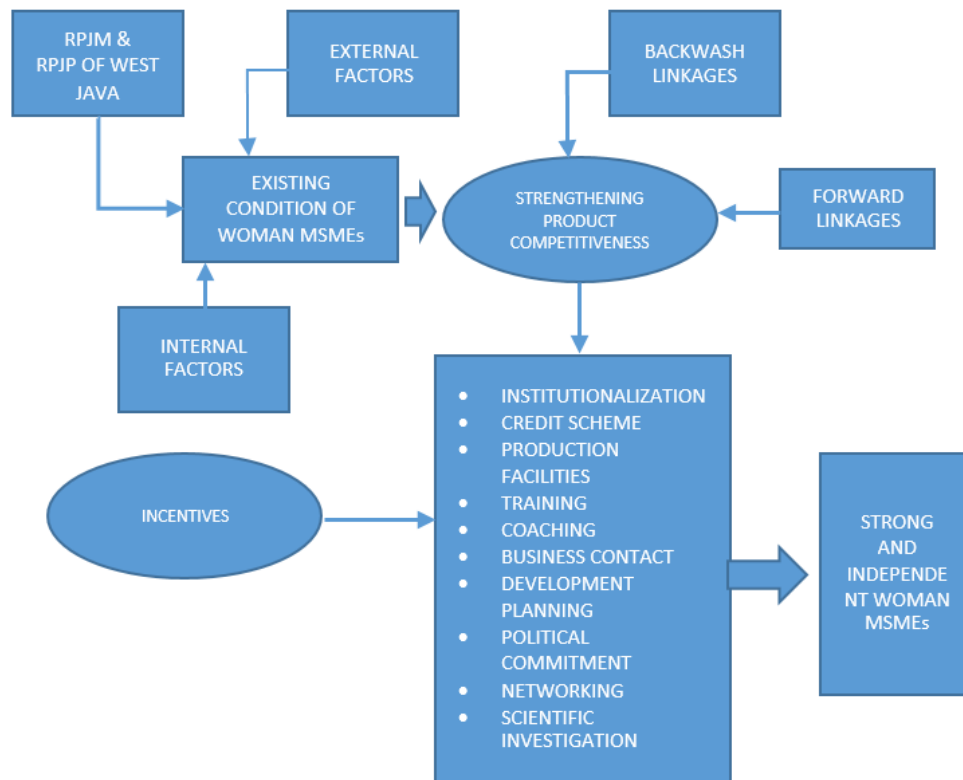 RPJM &
RPJP OF WEST
JAVA
EXTERNAL
FACTORS
BACKWASH
LINKAGES
EXISTING
CONDITION OF
WOMAN MSMEs
STRENGTHENING
PRODUCT
COMPETITIVENESS
FORWARD
LINKAGES
INTERNAL
FACTORS
• INSTITUTIONALIZATION
• CREDIT SCHEME
• PRODUCTION
FACILITIES
• TRAINING
• COACHING
• BUSINESS CONTACT
• DEVELOPMENT
PLANNING
• POLITICAL
COMMITMENT
• NETWORKING
• SCIENTIFIC
INVESTIGATION
INCENTIVES
STRONG
AND
INDEPENDE
NT WOMAN
MSMEs